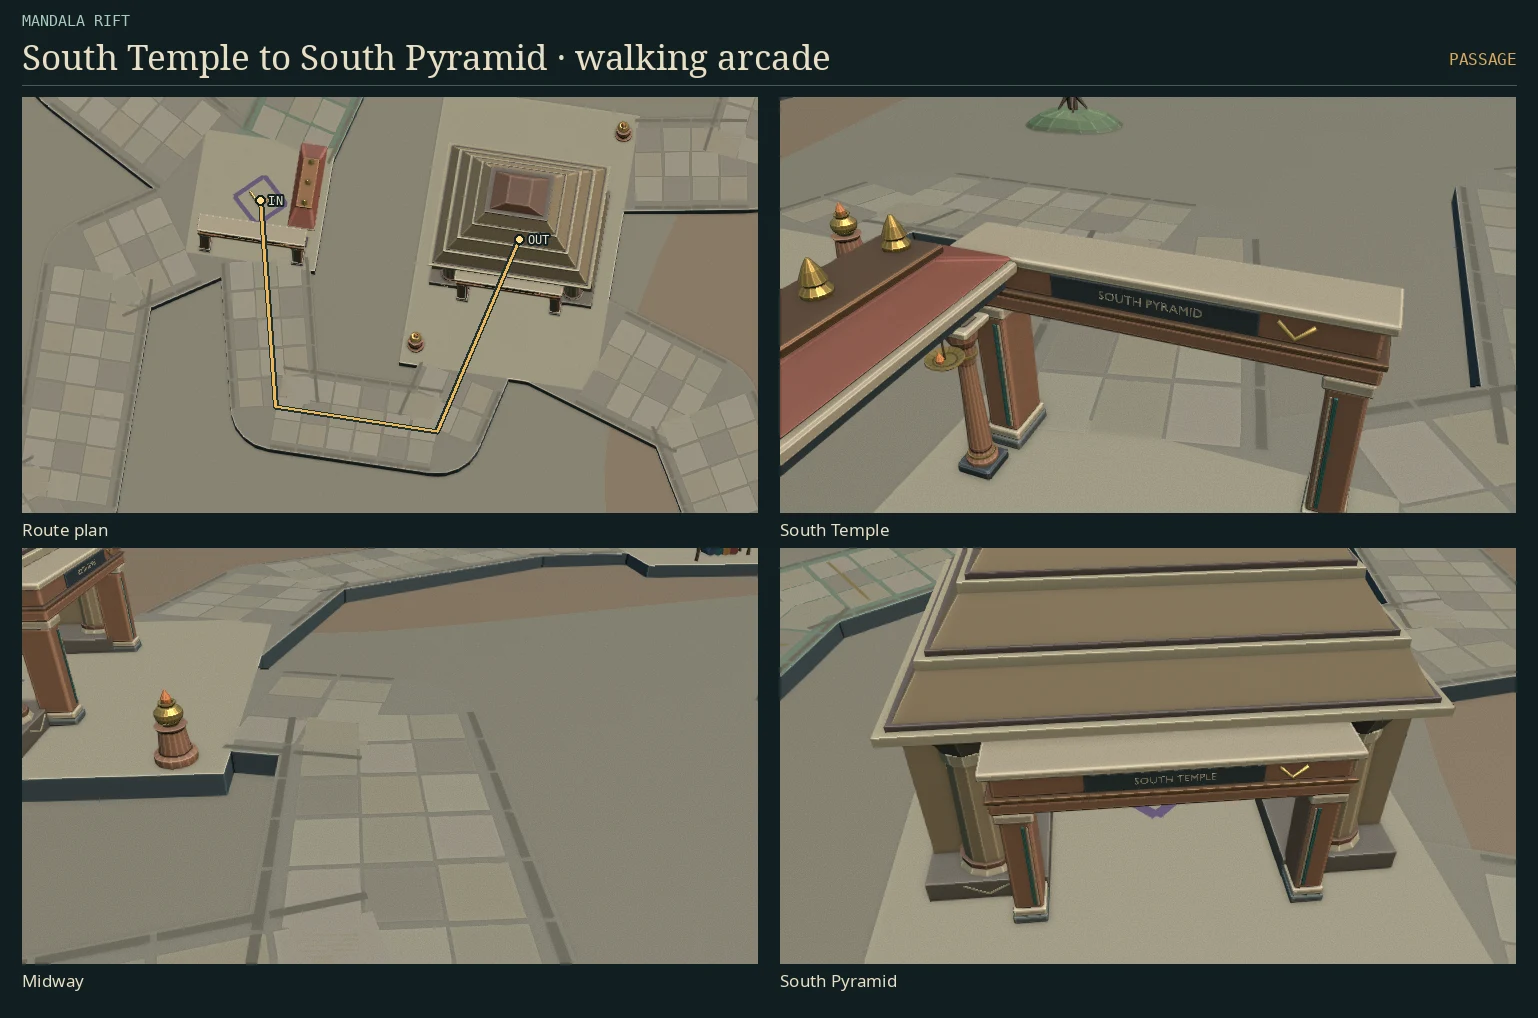 MANDALA RIFT
South Temple to South Pyramid · walking arcade
PASSAGE
IN
OUT
Route plan
SOUTH PYRAMID
South Temple
Midway
SOUTH TEMPLE
South Pyramid